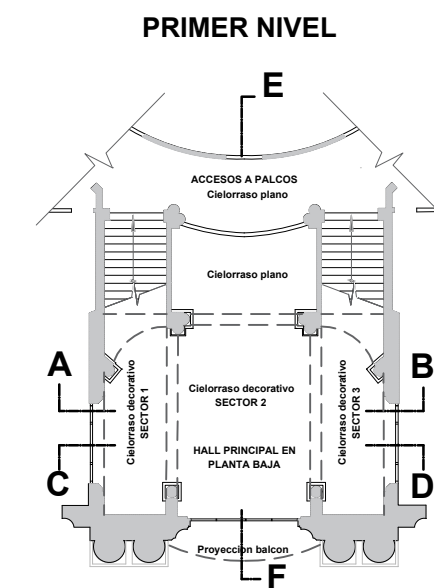 PRIMER NIVEL
E
ACCESOS A PALCOS
Cielorraso plano
Cielorraso plano
A
B
Cielorraso decorativo
SECTOR 1
Cielorraso decorativo
SECTOR 2
Cielorraso decorativo
SECTOR 3
HALL PRINCIPAL EN
PLANTA BAJA
C
D
Proyeccion balcon
F